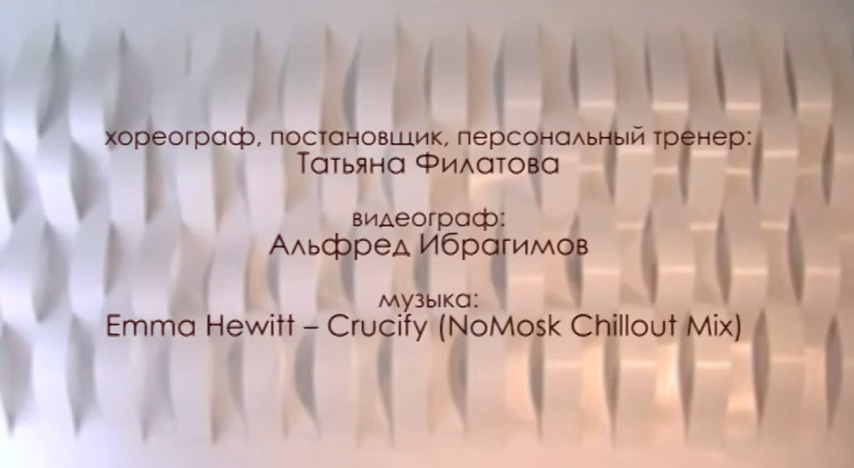 хореограф, постановщик, персональный тренер:
Татьяна Филатова
видеограф:
Альфред Ибрагимов
музыка:
Emma Hewitt – Crucify (NoMosk Chillout Mix)